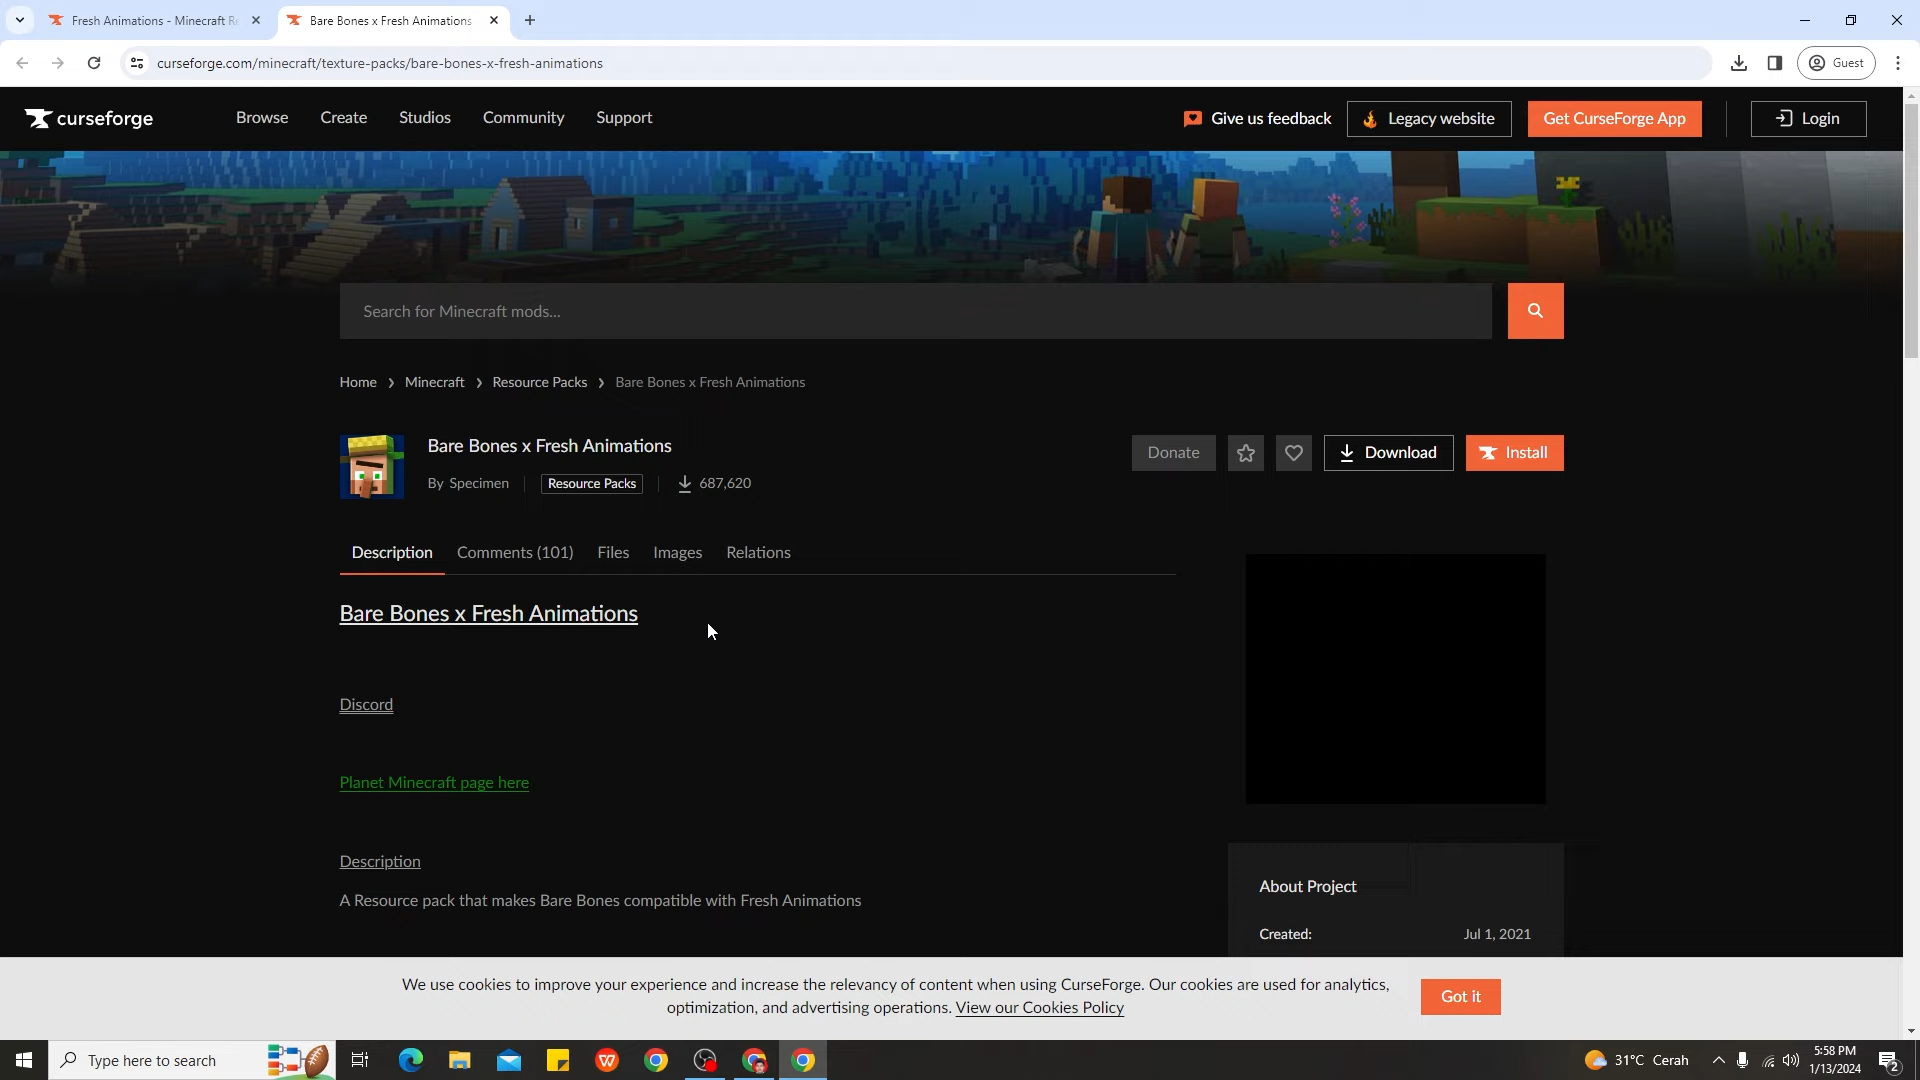 Fresh Animations - Minecraft R
Bare Bones x Fresh Animations
curseforge.com/minecraft/texture-packs/bare-bones-x-fresh-animations
Guest
curseforge
Browse
Create
Studios
Community
Support
Give us feedback
Legacy website
Get CurseForge App
Login
Search for Minecraft mods...
Home
Minecraft
Resource Packs
Bare Bones x Fresh Animations
Bare Bones x Fresh Animations
By Specimen
Resource Packs
687,620
Donate
Download
Install
Description
Comments (101)
Files
Images
Relations
Bare Bones x Fresh Animations
Discord
Planet Minecraft page here
Description
A Resource pack that makes Bare Bones compatible with Fresh Animations
About Project
Created:
Jul 1, 2021
We use cookies to improve your experience and increase the relevancy of content when using CurseForge. Our cookies are used for analytics,
optimization, and advertising operations. View our Cookies Policy
Got it
Type here to search
31°C Cerah
5:58 PM
1/13/2024
2